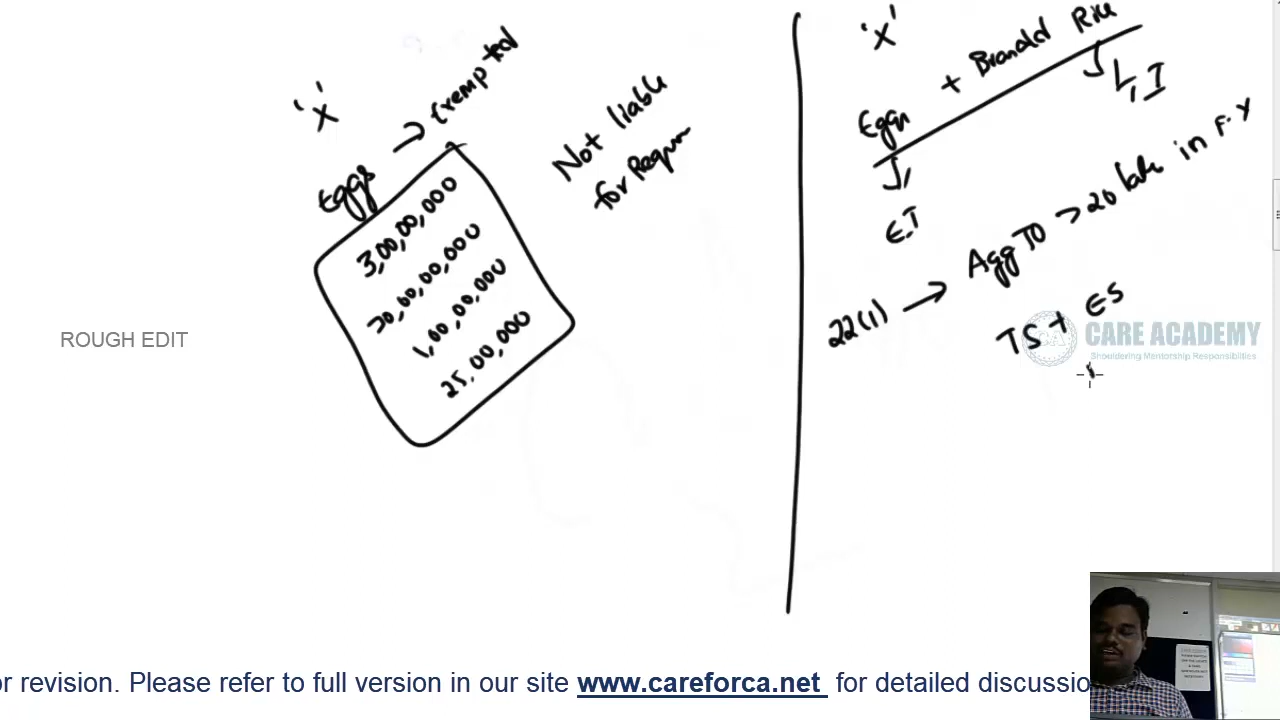 'X'
Eggs → Exempted
3,00,00,000
20,00,00,000
1,00,00,000
25,00,000
Not liable
for Regn
'X'
Eggs + Branded Rice
E.T
L, I
22(1) → Agg TO > 20 lakh in F.Y
TS + ES
CARE ACADEMY
Shouldering Mentorship Responsibilities
ROUGH EDIT
or revision. Please refer to full version in our site www.careforca.net for detailed discussio